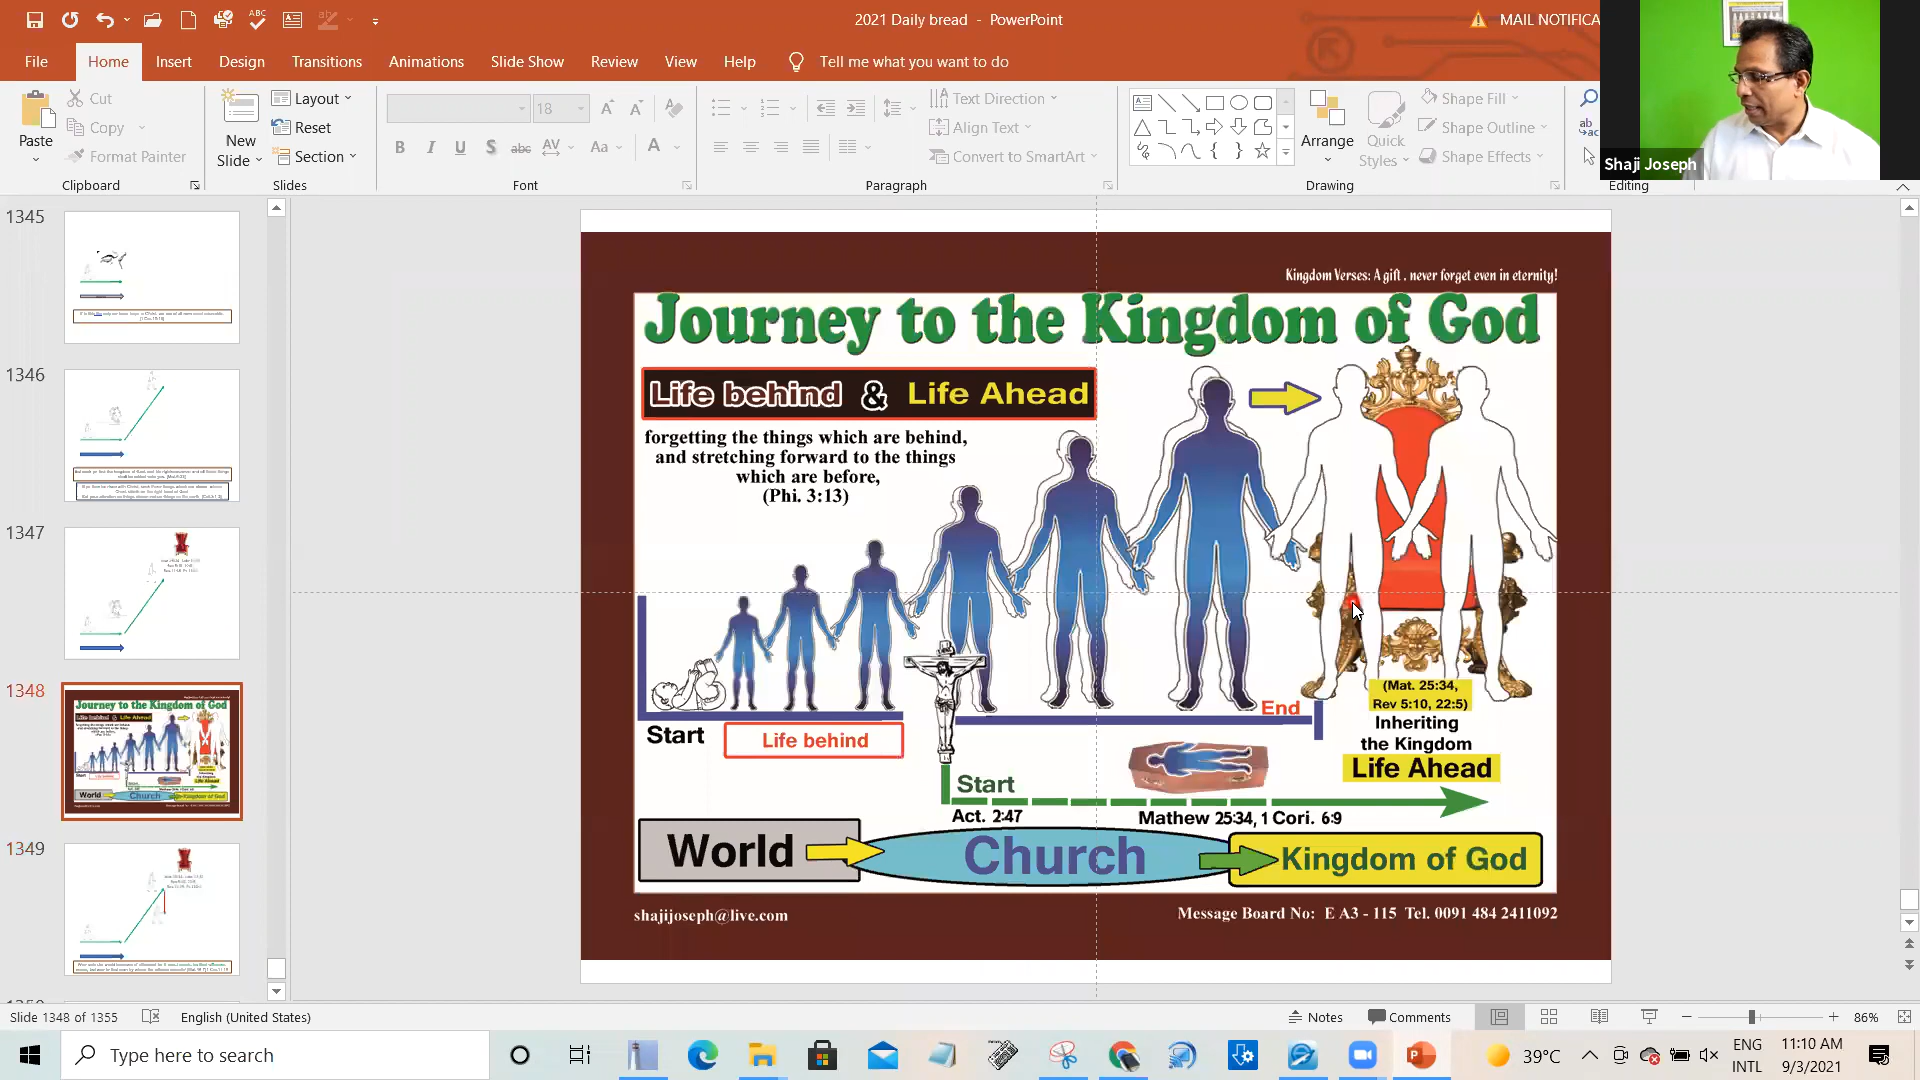 2021 Daily bread - PowerPoint
MAIL NOTIFICA
File Home Insert Design Transitions Animations Slide Show Review View Help Tell me what you want to do
Paste
Cut
Copy
Format Painter
Clipboard
New Slide
Layout
Reset
Section
Slides
18
Font
Text Direction
Align Text
Convert to SmartArt
Paragraph
Arrange
Quick Styles
Shape Fill
Shape Outline
Shape Effects
Drawing
Editing
Shaji Joseph
1345
1346
1347
1348
1349
Kingdom Verses: A gift , never forget even in eternity!
Journey to the Kingdom of God
Life behind & Life Ahead
forgetting the things which are behind,
and stretching forward to the things
which are before,
(Phi. 3:13)
Start
Life behind
End
(Mat. 25:34,
Rev 5:10, 22:5)
Inheriting
the Kingdom
Life Ahead
Start
Act. 2:47
Mathew 25:34, 1 Cori. 6:9
World
Church
Kingdom of God
shajijoseph@live.com
Message Board No: E A3 - 115 Tel. 0091 484 2411092
Slide 1348 of 1355
English (United States)
Notes
Comments
86%
Type here to search
39°C
ENG
INTL
11:10 AM
9/3/2021